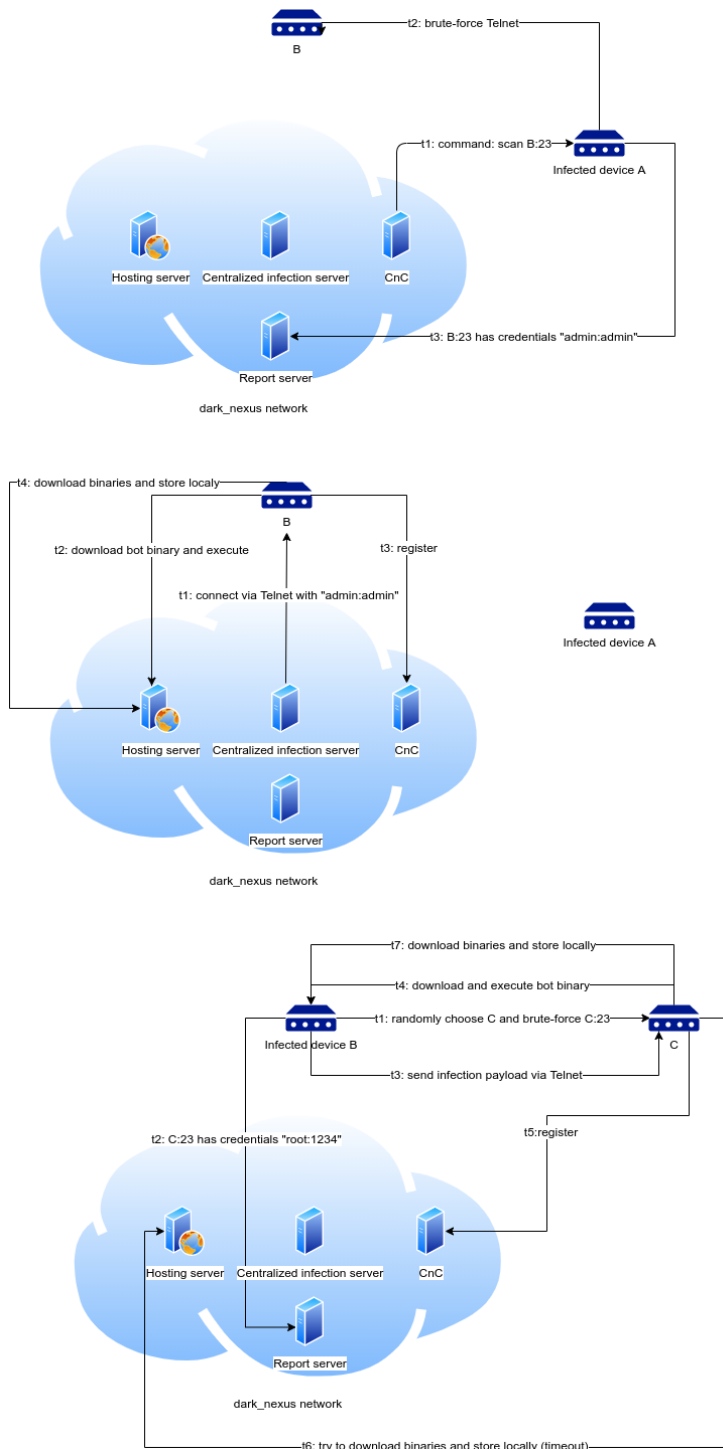 t2: brute-force Telnet
B
t1: command: scan B:23
Infected device A
Hosting server
Centralized infection server
CnC
t3: B:23 has credentials "admin:admin"
Report server
dark_nexus network
t4: download binaries and store localy
B
t2: download bot binary and execute
t3: register
t1: connect via Telnet with "admin:admin"
Infected device A
Hosting server
Centralized infection server
CnC
Report server
dark_nexus network
t7: download binaries and store locally
t4: download and execute bot binary
t1: randomly choose C and brute-force C:23
Infected device B
C
t3: send infection payload via Telnet
t5:register
t2: C:23 has credentials "root:1234"
Hosting server
Centralized infection server
CnC
Report server
dark_nexus network
t6: try to download binaries and store locally (timeout)